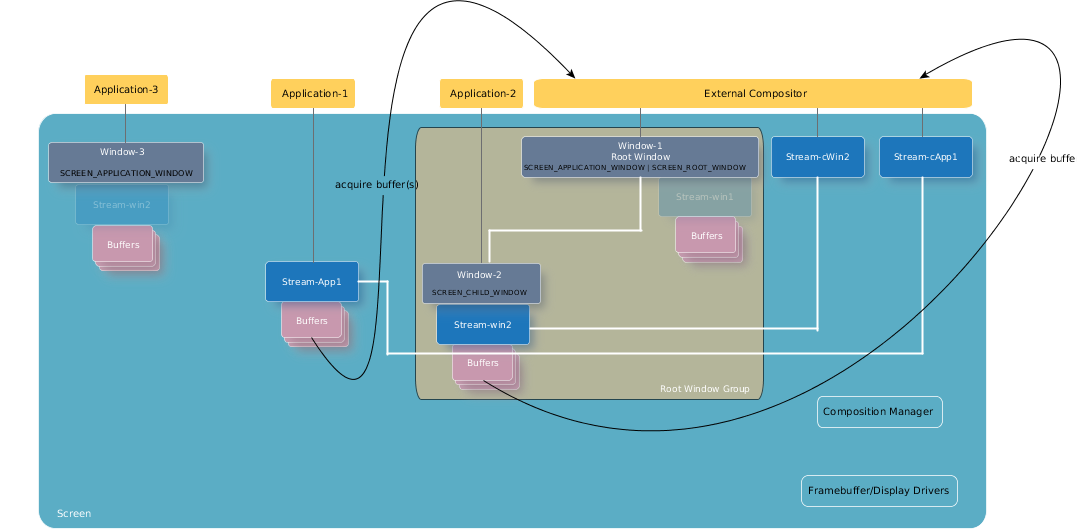 Application-3
Application-1
Application-2
External Compositor
Window-3
SCREEN_APPLICATION_WINDOW
Stream-win2
Buffers
acquire buffer(s)
Window-1
Root Window
SCREEN_APPLICATION_WINDOW | SCREEN_ROOT_WINDOW
Stream-win1
Buffers
Stream-cWin2
Stream-cApp1
acquire buffe
Stream-App1
Buffers
Window-2
SCREEN_CHILD_WINDOW
Stream-win2
Buffers
Root Window Group
Composition Manager
Framebuffer/Display Drivers
Screen